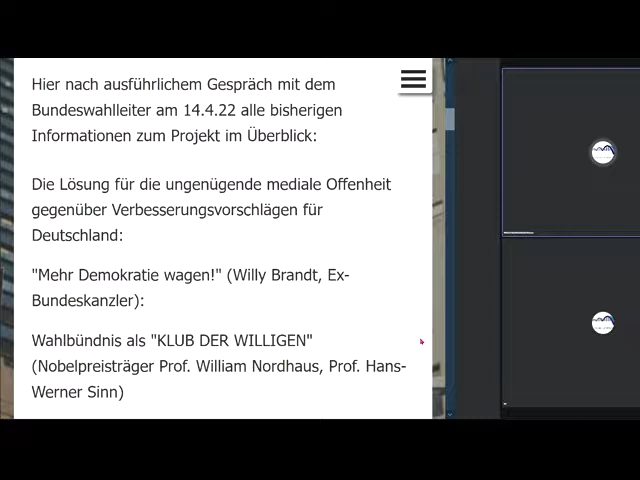 Hier nach ausführlichem Gespräch mit dem
Bundeswahlleiter am 14.4.22 alle bisherigen
Informationen zum Projekt im Überblick:
Die Lösung für die ungenügende mediale Offenheit
gegenüber Verbesserungsvorschlägen für
Deutschland:
"Mehr Demokratie wagen!" (Willy Brandt, Ex-
Bundeskanzler):
Wahlbündnis als "KLUB DER WILLIGEN"
(Nobelpreisträger Prof. William Nordhaus, Prof. Hans-
Werner Sinn)